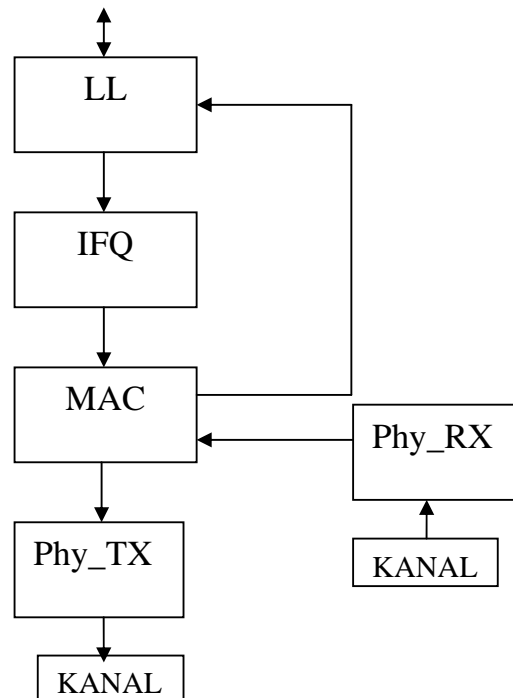 LL
IFQ
MAC
Phy_RX
Phy_TX
KANAL
KANAL